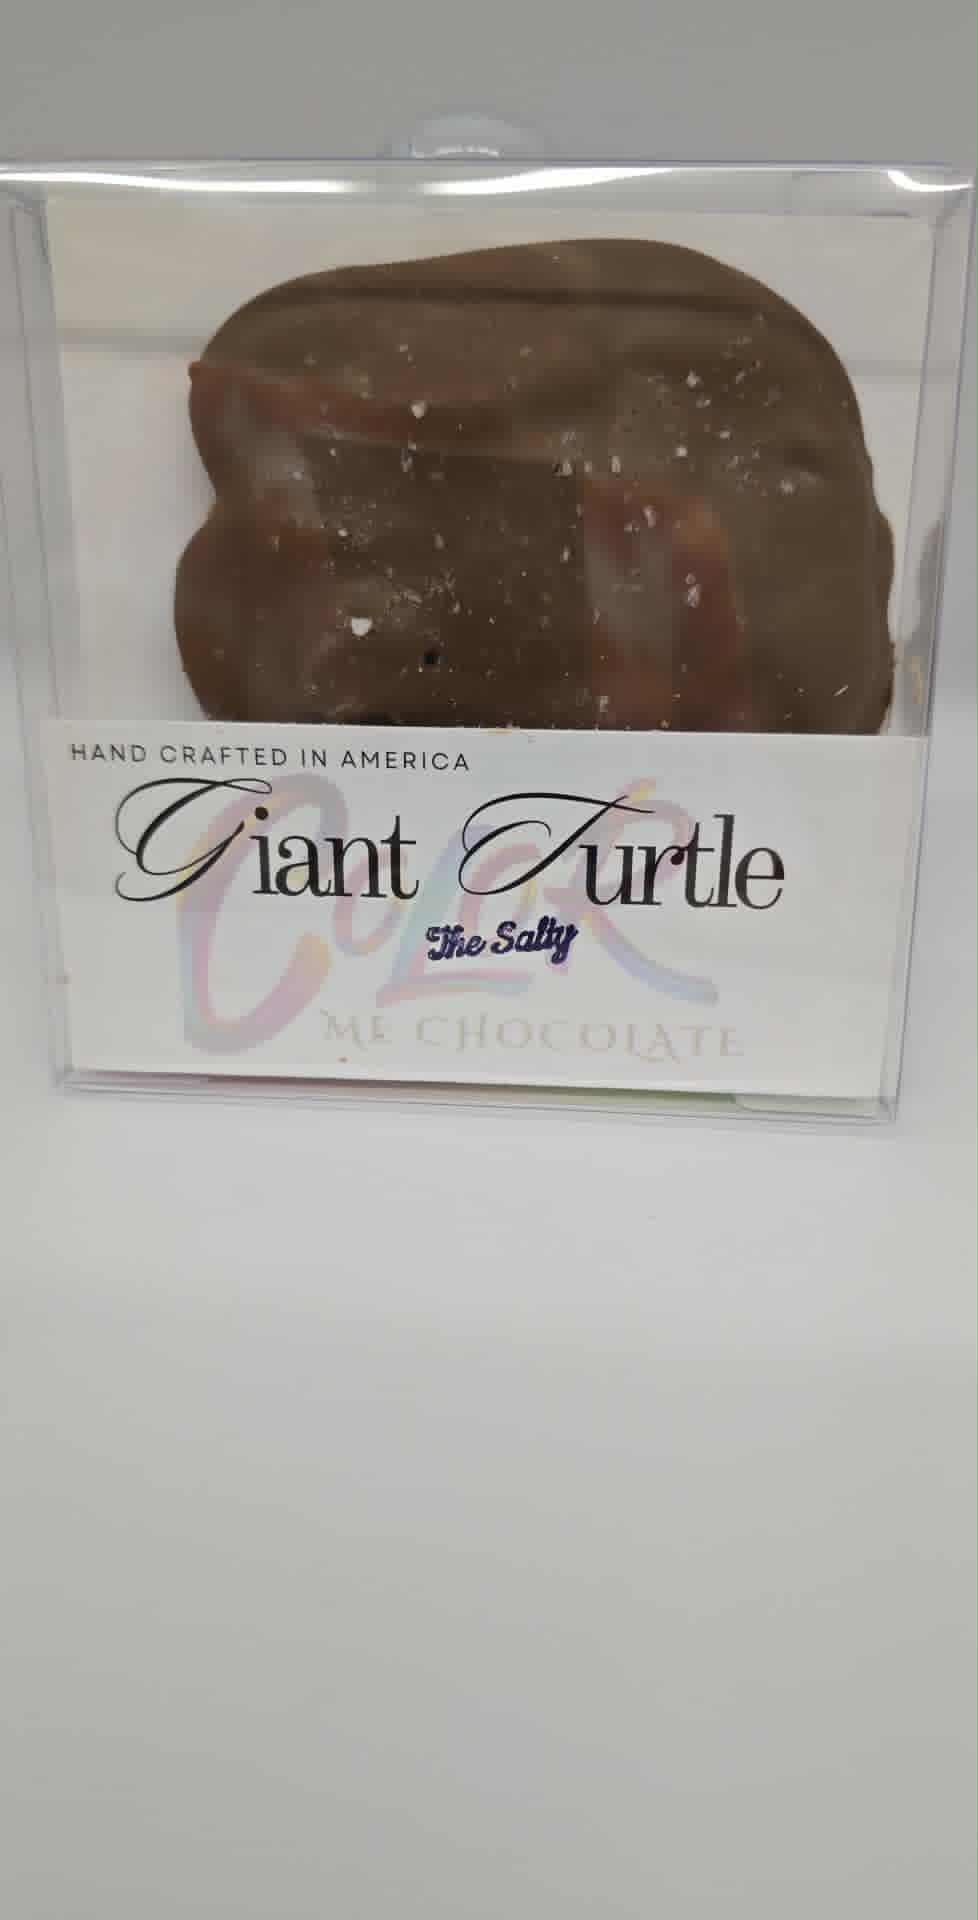 HAND CRAFTED IN AMERICA
Giant Turtle
The Salty
COLOR
ME CHOCOLATE